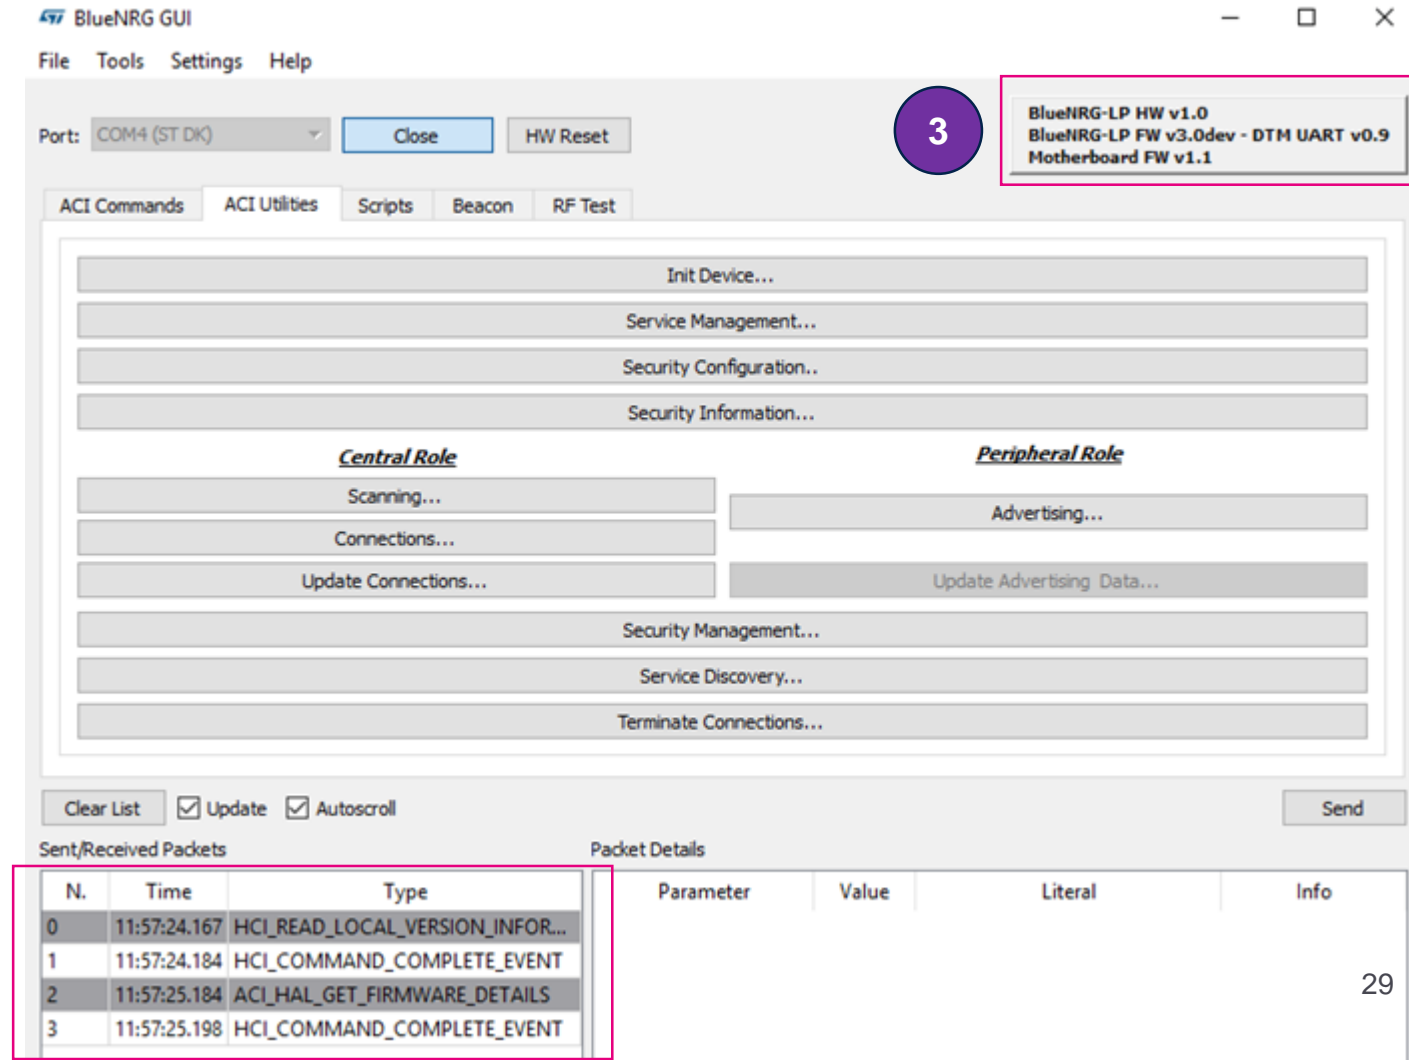 BlueNRG GUI
File Tools Settings Help
Port: COM4 (ST DK) Close HW Reset
3
BlueNRG-LP HW v1.0
BlueNRG-LP FW v3.0dev - DTM UART v0.9
Motherboard FW v1.1
ACI Commands ACI Utilities Scripts Beacon RF Test
Init Device...
Service Management...
Security Configuration..
Security Information...
Central Role Peripheral Role
Scanning...
Advertising...
Connections...
Update Connections... Update Advertising Data...
Security Management...
Service Discovery...
Terminate Connections...
Clear List Update Autoscroll Send
Sent/Received Packets Packet Details
N. Time Type Parameter Value Literal Info
0 11:57:24.167 HCI_READ_LOCAL_VERSION_INFOR...
1 11:57:24.184 HCI_COMMAND_COMPLETE_EVENT
2 11:57:25.184 ACI_HAL_GET_FIRMWARE_DETAILS
29
3 11:57:25.198 HCI_COMMAND_COMPLETE_EVENT